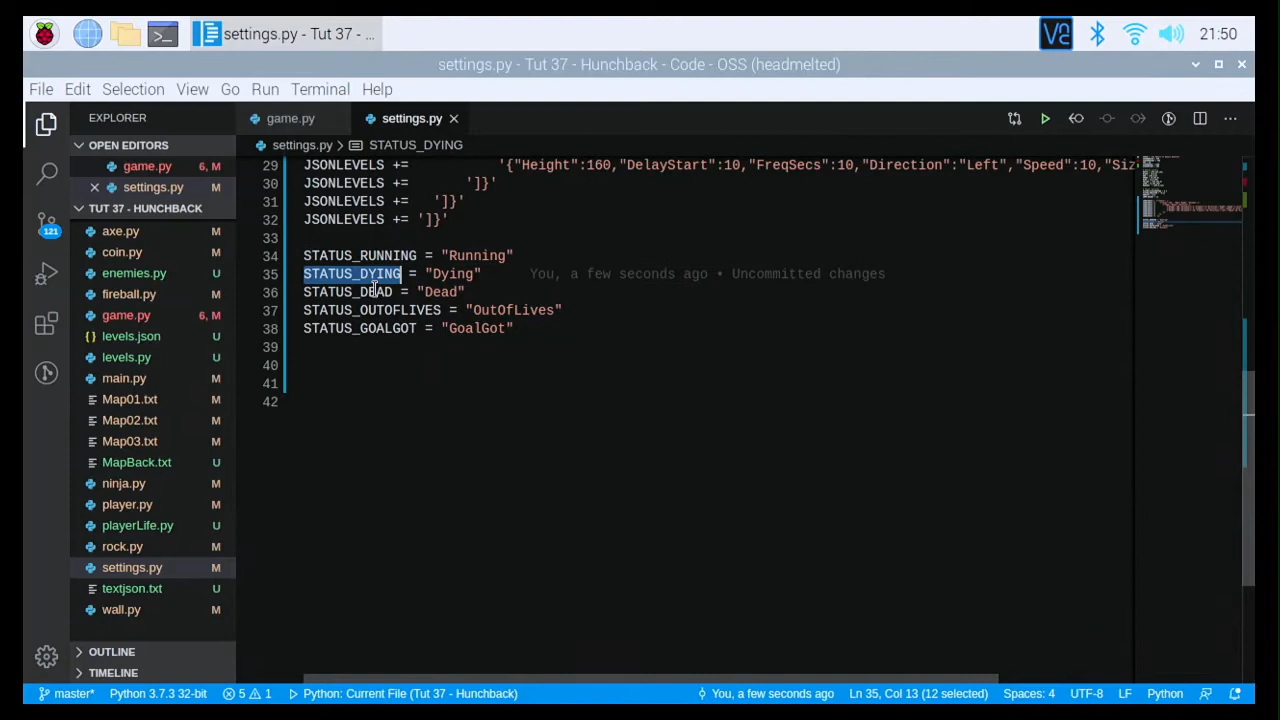 settings.py - Tut 37 - ...
21:50
settings.py - Tut 37 - Hunchback - Code - OSS (headmelted)
File Edit Selection View Go Run Terminal Help
EXPLORER
game.py
settings.py
OPEN EDITORS
settings.py > STATUS_DYING
game.py 6, M
settings.py M
TUT 37 - HUNCHBACK
axe.py M
coin.py M
enemies.py U
fireball.py M
game.py 6, M
{} levels.json U
levels.py U
main.py M
Map01.txt M
Map02.txt M
Map03.txt M
MapBack.txt U
ninja.py M
player.py M
playerLife.py U
rock.py M
settings.py M
textjson.txt U
wall.py M
OUTLINE
TIMELINE
121
29 JSONLEVELS += '{"Height":160,"DelayStart":10,"FreqSecs":10,"Direction":"Left","Speed":10,"Siz
30 JSONLEVELS += ']}'
31 JSONLEVELS += ']}'
32 JSONLEVELS += ']}'
33
34 STATUS_RUNNING = "Running"
35 STATUS_DYING = "Dying" You, a few seconds ago • Uncommitted changes
36 STATUS_DEAD = "Dead"
37 STATUS_OUTOFLIVES = "OutOfLives"
38 STATUS_GOALGOT = "GoalGot"
39
40
41
42
master* Python 3.7.3 32-bit 5 1 Python: Current File (Tut 37 - Hunchback) You, a few seconds ago Ln 35, Col 13 (12 selected) Spaces: 4 UTF-8 LF Python